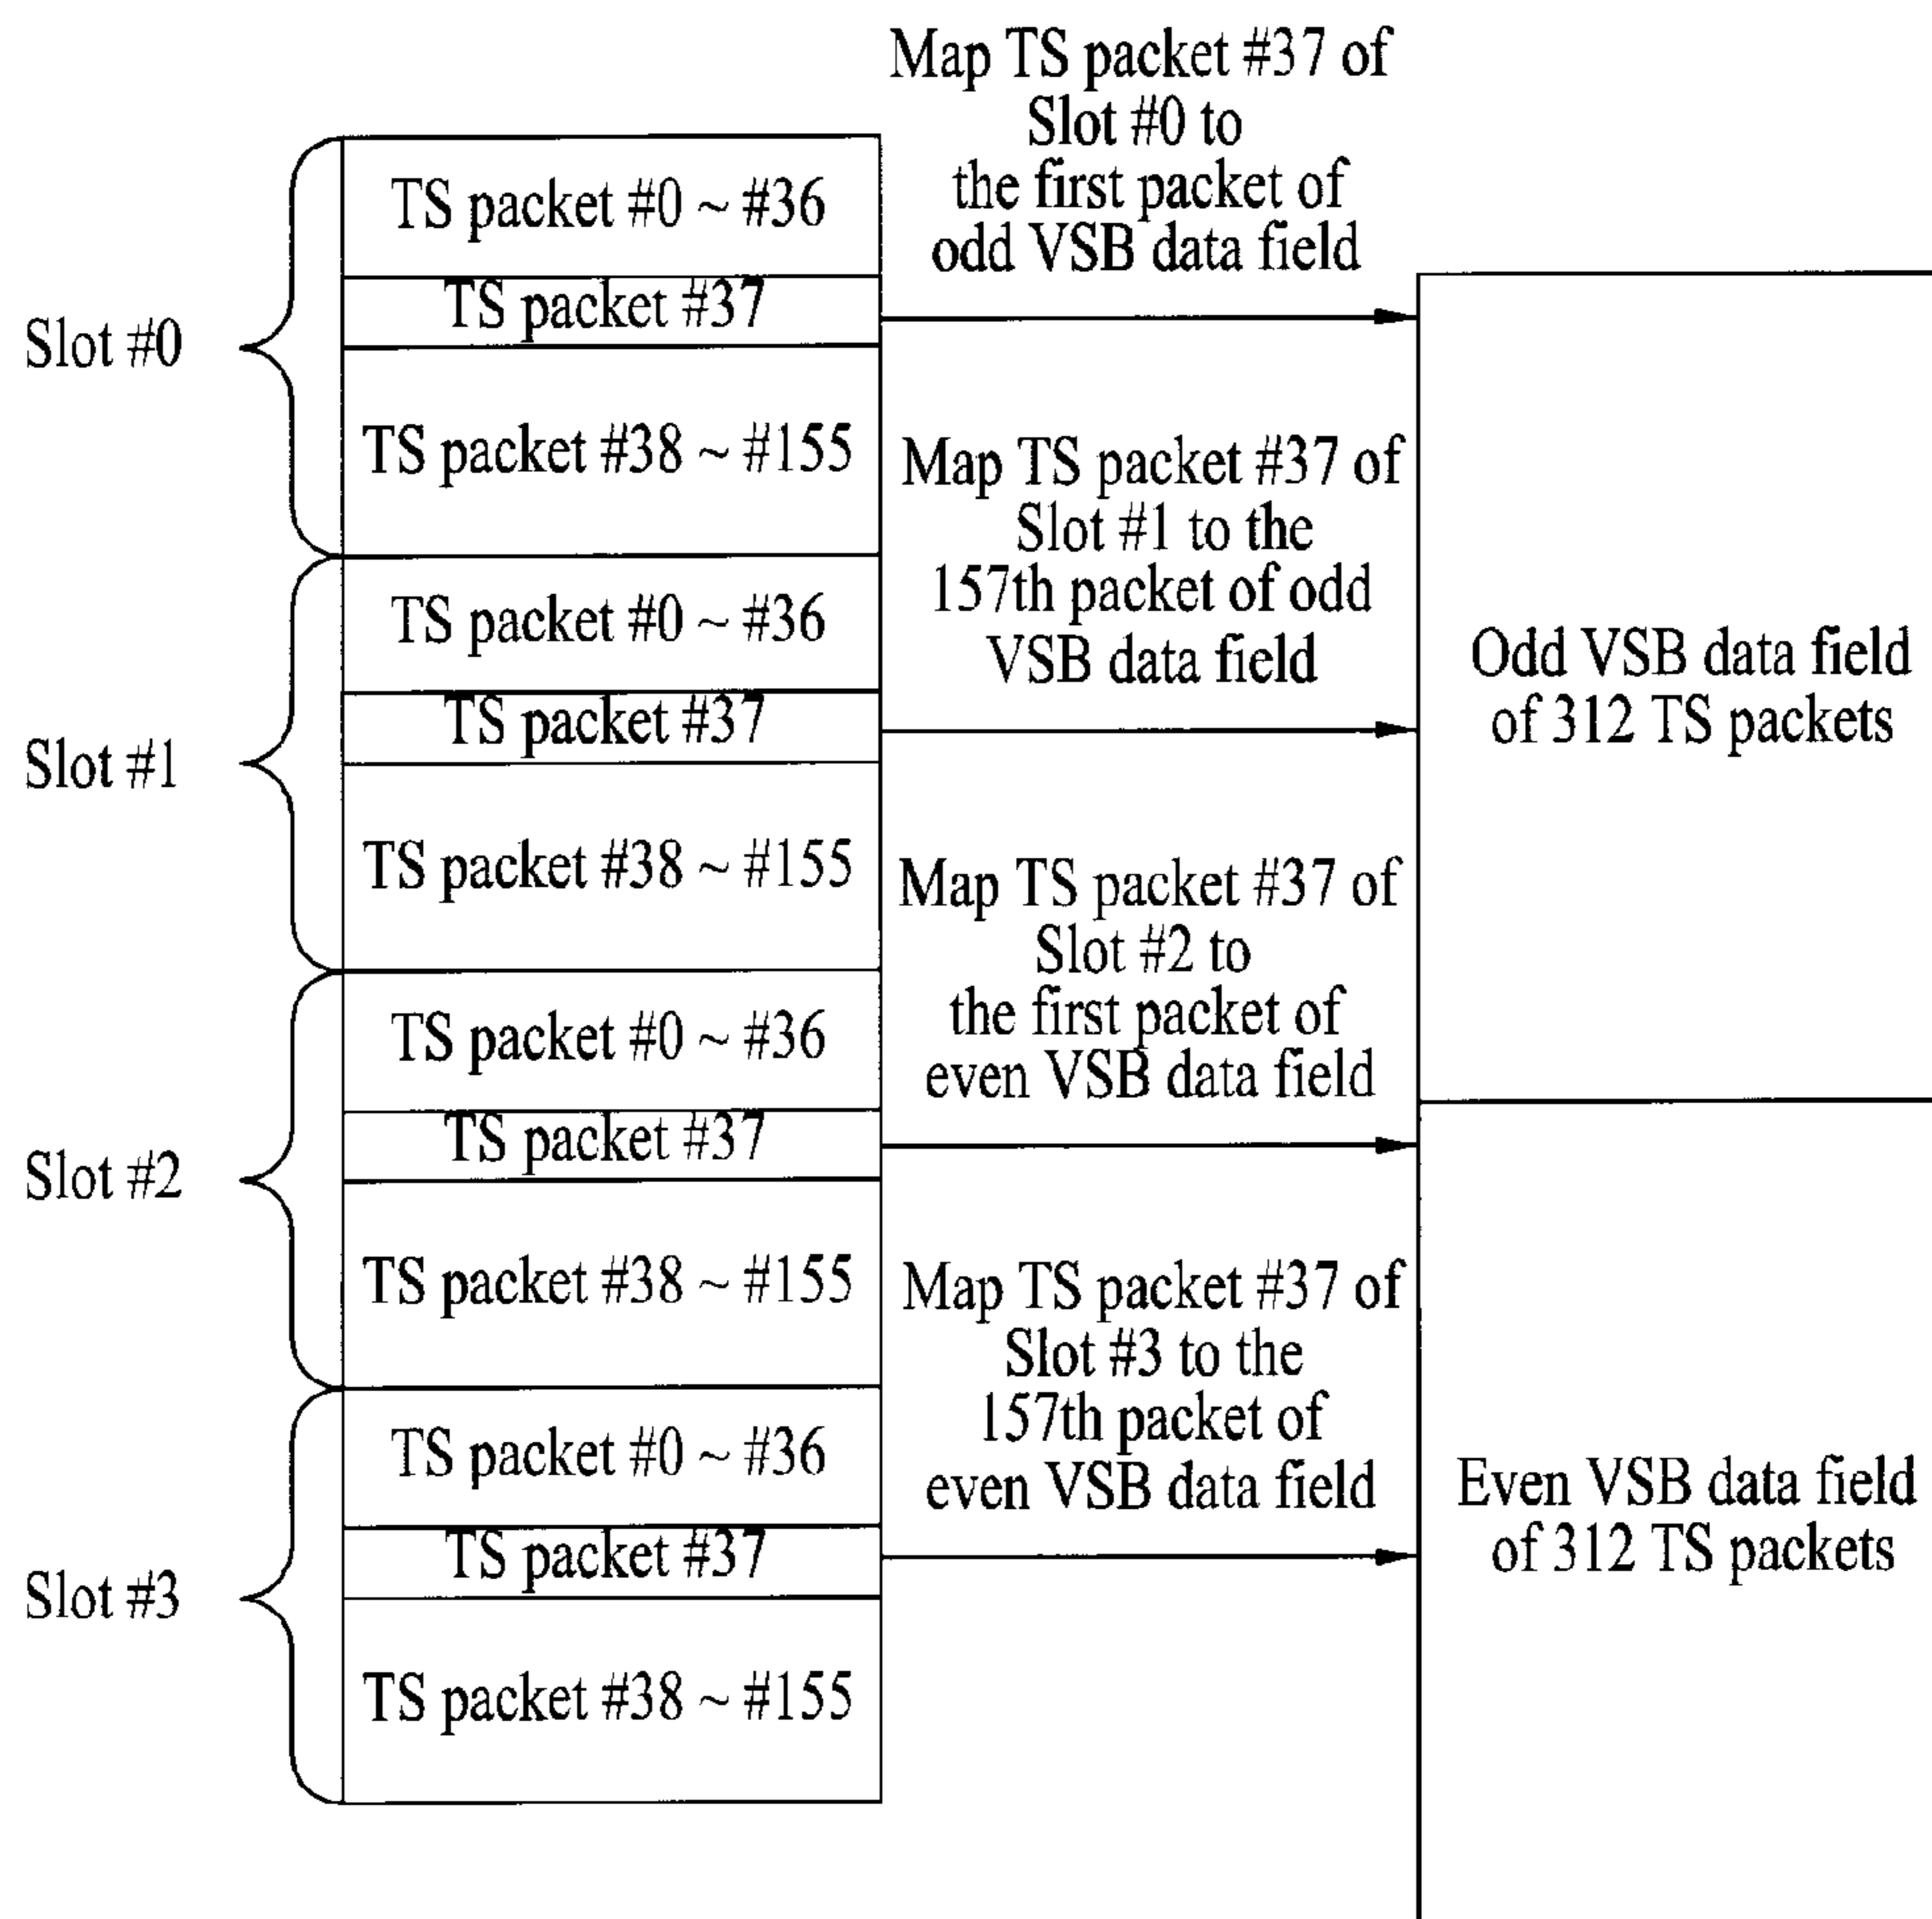 Map TS packet #37 of
Slot #0 to
the first packet of
odd VSB data field
Slot #0
TS packet #0 ~ #36
TS packet #37
TS packet #38 ~ #155
Map TS packet #37 of
Slot #1 to the
157th packet of odd
VSB data field
Slot #1
TS packet #0 ~ #36
TS packet #37
TS packet #38 ~ #155
Odd VSB data field
of 312 TS packets
Map TS packet #37 of
Slot #2 to
the first packet of
even VSB data field
Slot #2
TS packet #0 ~ #36
TS packet #37
TS packet #38 ~ #155
Map TS packet #37 of
Slot #3 to the
157th packet of
even VSB data field
Slot #3
TS packet #0 ~ #36
TS packet #37
TS packet #38 ~ #155
Even VSB data field
of 312 TS packets